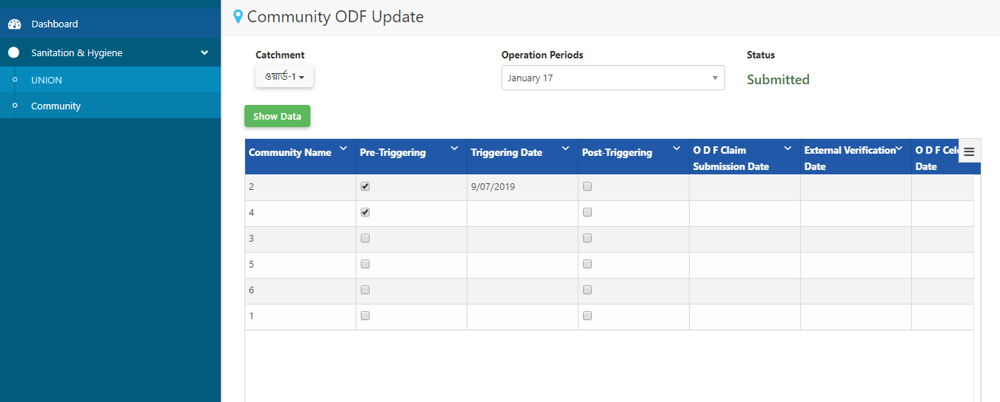 Dashboard
Sanitation & Hygiene
UNION
Community
Community ODF Update
Catchment
Operation Periods
Status
ওয়ার্ড-1
January 17
Submitted
Show Data
Community Name
Pre-Triggering
Triggering Date
Post-Triggering
O D F Claim
Submission Date
External Verification
Date
O D F
Date
2
9/07/2019
4
3
5
6
1